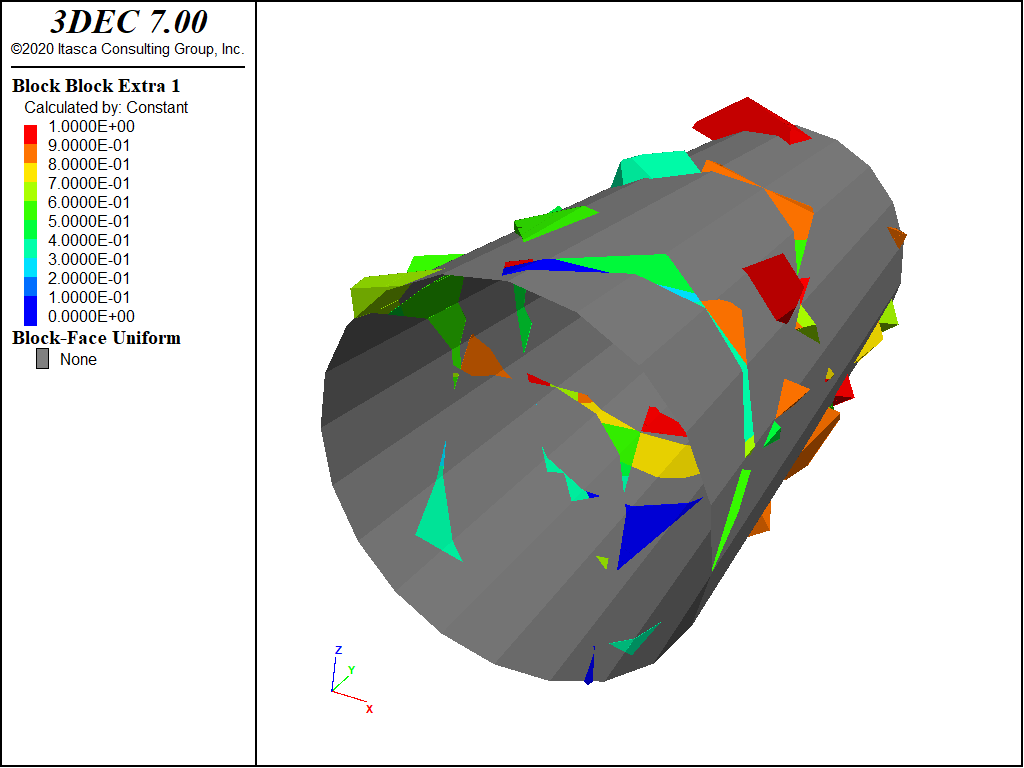 3DEC 7.00
©2020 Itasca Consulting Group, Inc.
Block Block Extra 1
Calculated by: Constant
1.0000E+00
9.0000E-01
8.0000E-01
7.0000E-01
6.0000E-01
5.0000E-01
4.0000E-01
3.0000E-01
2.0000E-01
1.0000E-01
0.0000E+00
Block-Face Uniform
None
Z
Y
X